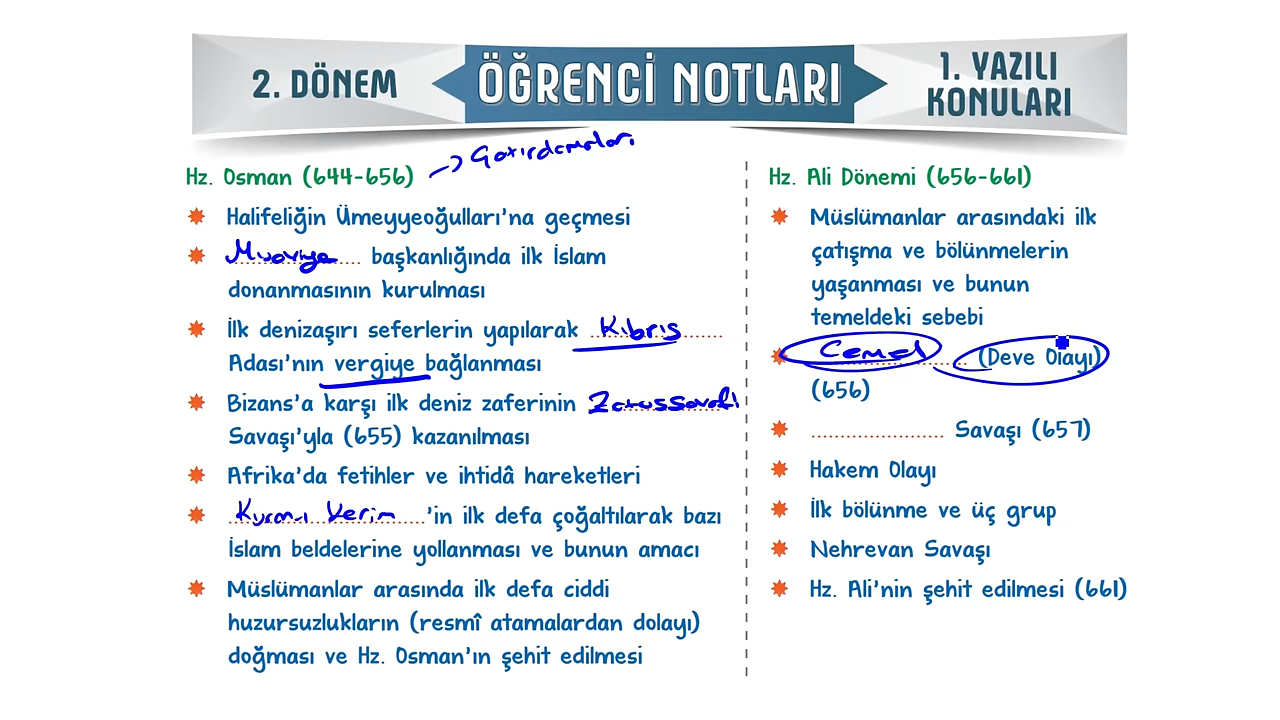 2. DÖNEM
ÖĞRENCİ NOTLARI
1. YAZILI
KONULARI
Hz. Osman (644-656)
Halifeliğin Ümeyyeoğulları'na geçmesi
Muaviye başkanlığında ilk İslam
donanmasının kurulması
İlk denizaşırı seferlerin yapılarak Kıbrıs
Adası'nın vergiye bağlanması
Bizans'a karşı ilk deniz zaferinin
Savaşı'yla (655) kazanılması
Afrika'da fetihler ve ihtidâ hareketleri
Kuran-ı Kerim 'in ilk defa çoğaltılarak bazı
İslam beldelerine yollanması ve bunun amacı
Müslümanlar arasında ilk defa ciddi
huzursuzlukların (resmî atamalardan dolayı)
doğması ve Hz. Osman'ın şehit edilmesi
Hz. Ali Dönemi (656-661)
Müslümanlar arasındaki ilk
çatışma ve bölünmelerin
yaşanması ve bunun
temeldeki sebebi
Cemel (Deve Olayı)
(656)
.................... Savaşı (657)
Hakem Olayı
İlk bölünme ve üç grup
Nehrevan Savaşı
Hz. Ali'nin şehit edilmesi (661)